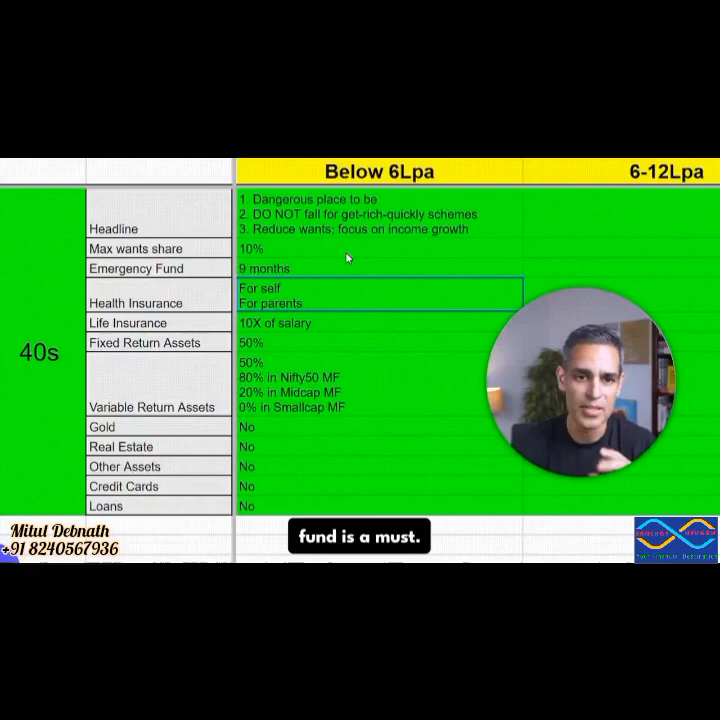 Below 6Lpa
6-12Lpa
40s
Headline
1. Dangerous place to be
2. DO NOT fall for get-rich-quickly schemes
3. Reduce wants; focus on income growth
Max wants share
10%
Emergency Fund
9 months
Health Insurance
For self
For parents
Life Insurance
10X of salary
Fixed Return Assets
50%
Variable Return Assets
50%
80% in Nifty50 MF
20% in Midcap MF
0% in Smallcap MF
Gold
No
Real Estate
No
Other Assets
No
Credit Cards
No
Loans
No
Mitul Debnath
+91 8240567936
fund is a must.